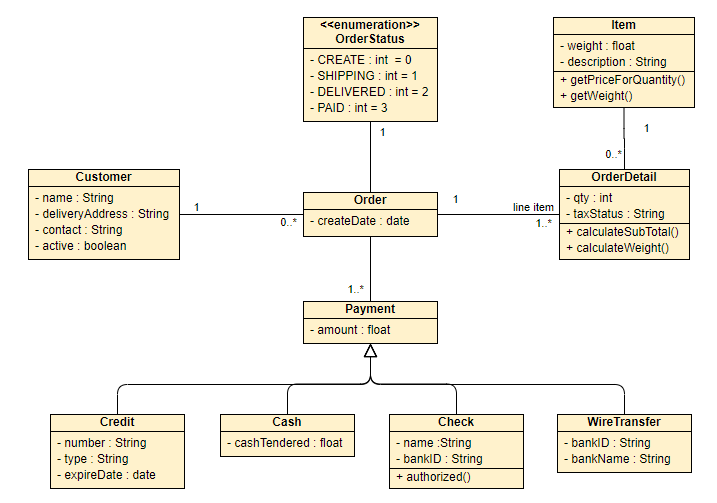 <<enumeration>>
OrderStatus
- CREATE : int  = 0
- SHIPPING : int = 1
- DELIVERED : int = 2
- PAID : int = 3
Item
- weight : float
- description : String
+ getPriceForQuantity()
+ getWeight()
1
1
0..*
Customer
- name : String
- deliveryAddress : String
- contact : String
- active : boolean
1
0..*
Order
- createDate : date
1
line item
1..*
OrderDetail
- qty : int
- taxStatus : String
+ calculateSubTotal()
+ calculateWeight()
1..*
Payment
- amount : float
Credit
- number : String
- type : String
- expireDate : date
Cash
- cashTendered : float
Check
- name :String
- bankID : String
+ authorized()
WireTransfer
- bankID : String
- bankName : String